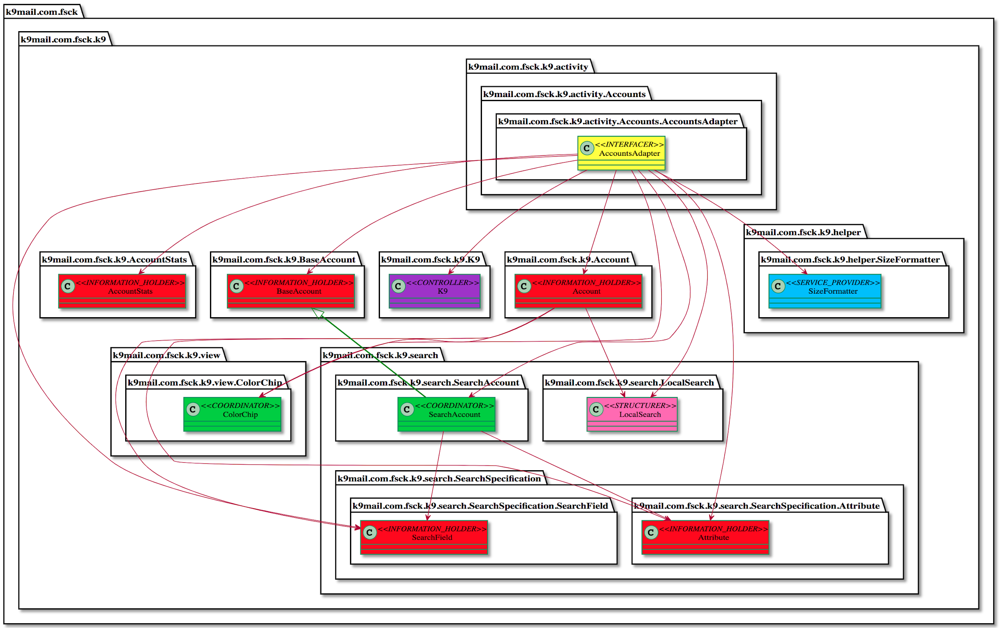 k9mail.com.fsck
k9mail.com.fsck.k9
k9mail.com.fsck.k9.activity
k9mail.com.fsck.k9.activity.Accounts
k9mail.com.fsck.k9.activity.Accounts.AccountsAdapter
C
<<INTERFACER>>
AccountsAdapter
k9mail.com.fsck.k9.helper
k9mail.com.fsck.k9.AccountStats
k9mail.com.fsck.k9.BaseAccount
k9mail.com.fsck.k9.K9
k9mail.com.fsck.k9.Account
k9mail.com.fsck.k9.helper.SizeFormatter
C
<<INFORMATION_HOLDER>>
AccountStats
C
<<INFORMATION_HOLDER>>
BaseAccount
C
<<CONTROLLER>>
K9
C
<<INFORMATION_HOLDER>>
Account
C
<<SERVICE_PROVIDER>>
SizeFormatter
k9mail.com.fsck.k9.view
k9mail.com.fsck.k9.search
k9mail.com.fsck.k9.view.ColorChip
k9mail.com.fsck.k9.search.SearchAccount
k9mail.com.fsck.k9.search.LocalSearch
C
<<COORDINATOR>>
ColorChip
C
<<COORDINATOR>>
SearchAccount
C
<<STRUCTURER>>
LocalSearch
k9mail.com.fsck.k9.search.SearchSpecification
k9mail.com.fsck.k9.search.SearchSpecification.SearchField
k9mail.com.fsck.k9.search.SearchSpecification.Attribute
C
<<INFORMATION_HOLDER>>
SearchField
C
<<INFORMATION_HOLDER>>
Attribute